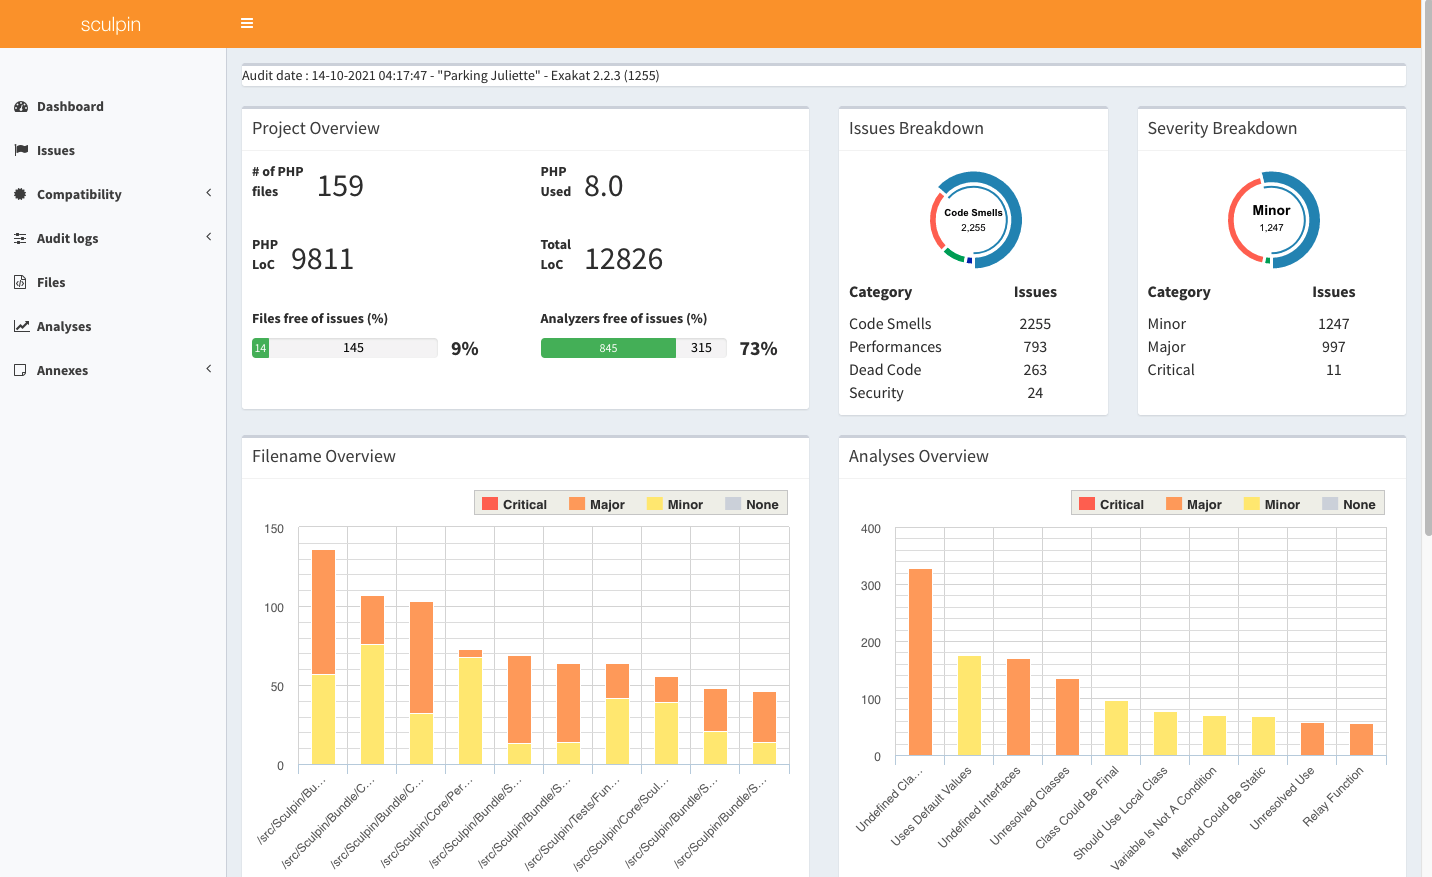 sculpin
Audit date : 14-10-2021 04:17:47 - "Parking Juliette" - Exakat 2.2.3 (1255)
Dashboard
Issues
Compatibility
Audit logs
Files
Analyses
Annexes
Project Overview
# of PHP
files
159
PHP
Used
8.0
PHP
LoC
9811
Total
LoC
12826
Files free of issues (%)
14
145
9%
Analyzers free of issues (%)
845
315
73%
Issues Breakdown
Code Smells
2,255
Category Issues
Code Smells 2255
Performances 793
Dead Code 263
Security 24
Severity Breakdown
Minor
1,247
Category Issues
Minor 1247
Major 997
Critical 11
Filename Overview
Critical Major Minor None
150
100
50
0
/src/Sculpin/Bu...
/src/Sculpin/Bundle/C...
/src/Sculpin/Bundle/C...
/src/Sculpin/Core/Per...
/src/Sculpin/Bundle/S...
/src/Sculpin/Bundle/S...
/src/Sculpin/Tests/Fun...
/src/Sculpin/Core/Scul...
/src/Sculpin/Bundle/S...
/src/Sculpin/Bundle/S...
Analyses Overview
Critical Major Minor None
400
300
200
100
0
Undefined Cla...
Uses Default Values
Undefined Interfaces
Unresolved Classes
Class Could Be Final
Should Use Local Class
Variable Is Not A Condition
Method Could Be Static
Unresolved Use
Relay Function